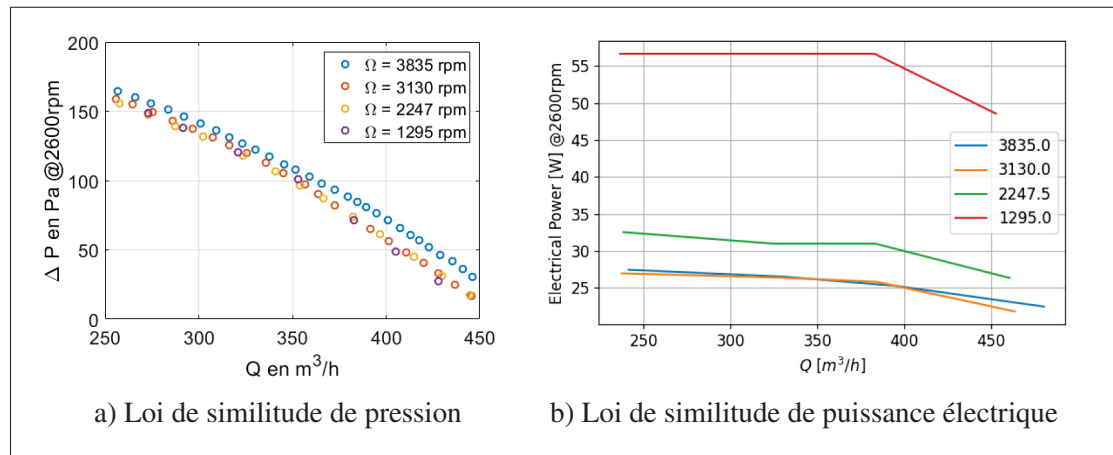 200
150
100
50
0
250
300
350
400
450
Δ P en Pa @2600rpm
Q en m³/h
Ω = 3835 rpm
Ω = 3130 rpm
Ω = 2247 rpm
Ω = 1295 rpm
a) Loi de similitude de pression
55
50
45
40
35
30
25
250
300
350
400
450
Electrical Power [W] @2600rpm
Q [m³/h]
3835.0
3130.0
2247.5
1295.0
b) Loi de similitude de puissance électrique